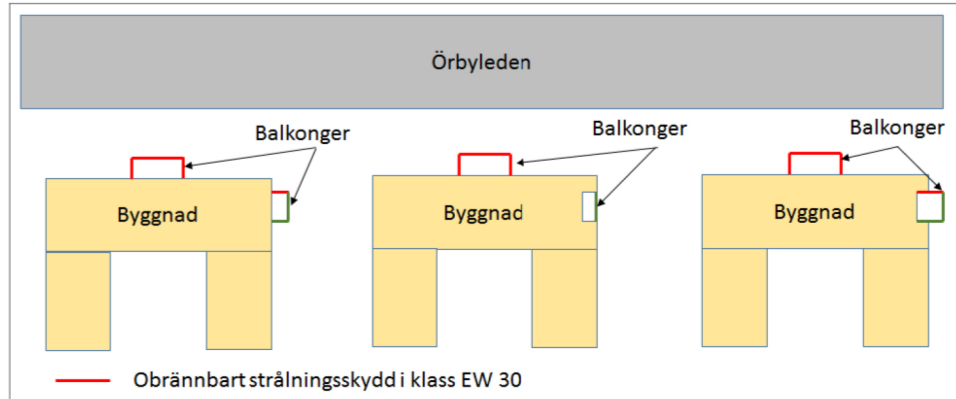 Örbyleden
Balkonger
Balkonger
Balkonger
Byggnad
Byggnad
Byggnad
Obrännbart strålningsskydd i klass EW 30